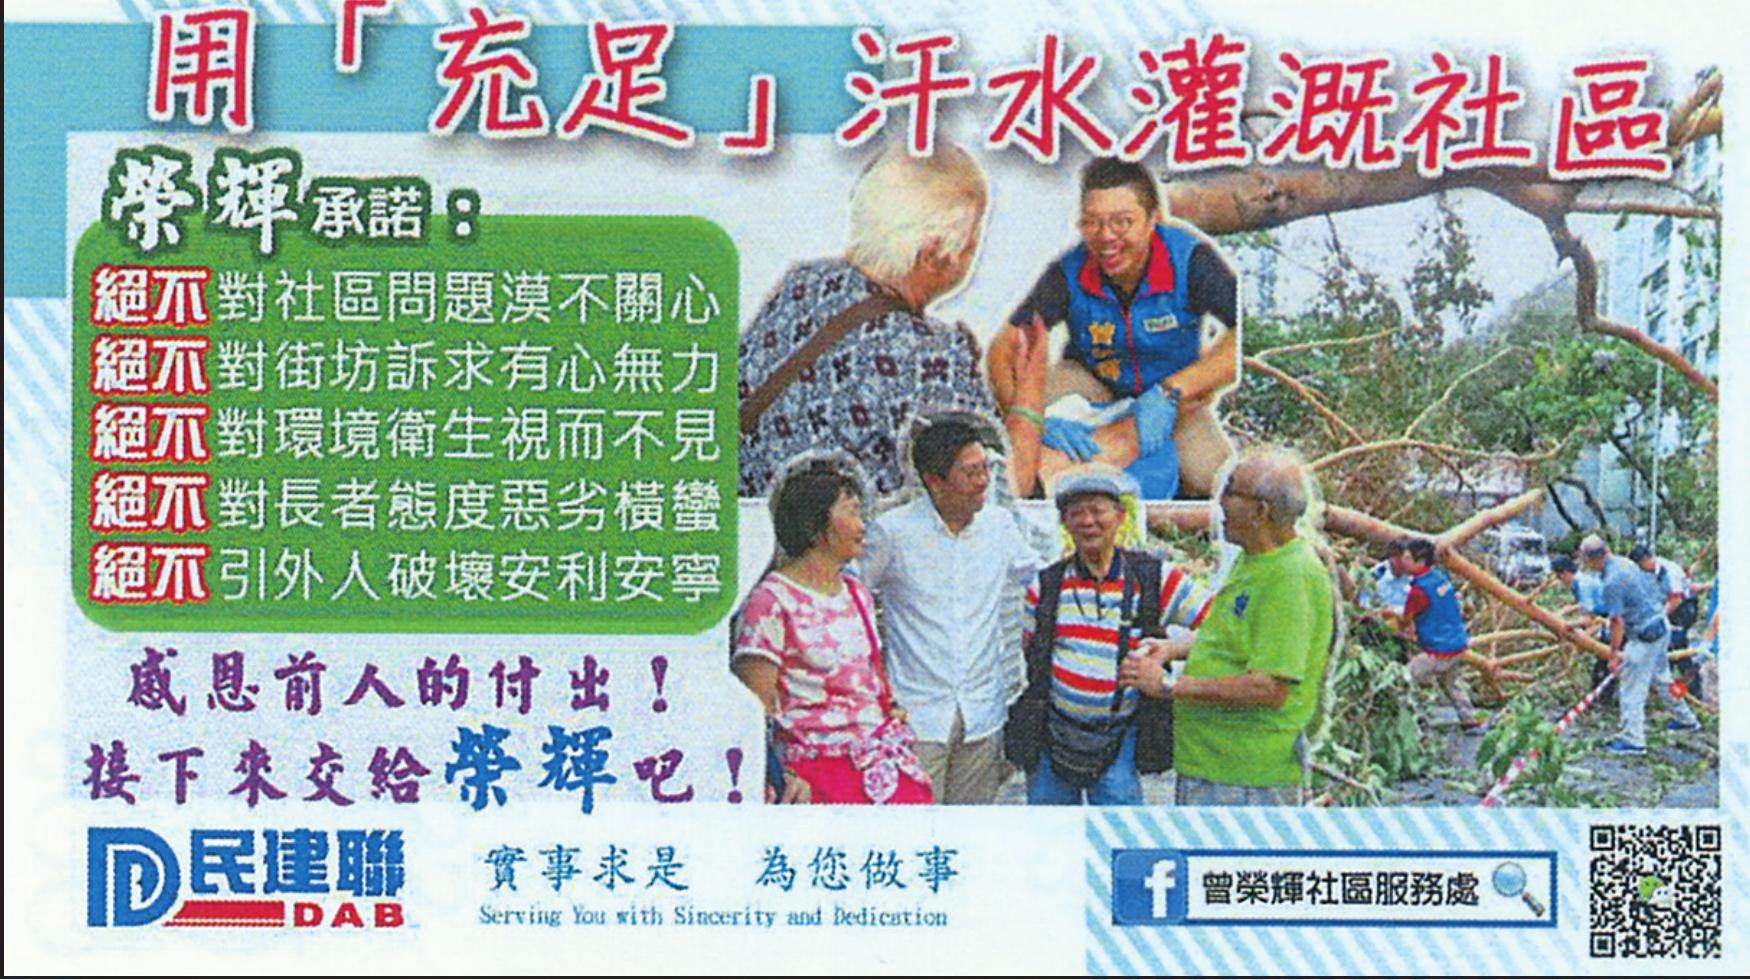 用「充足」汗水灌溉社區
榮輝承諾：
絕不對社區問題漠不關心
絕不對街坊訴求有心無力
絕不對環境衛生視而不見
絕不對長者態度惡劣橫蠻
絕不引外人破壞安利安寧
感恩前人的付出！
接下來交給榮輝吧！
民建聯
DAB
實事求是 為您做事
Serving You with Sincerity and Dedication
曾榮輝社區服務處